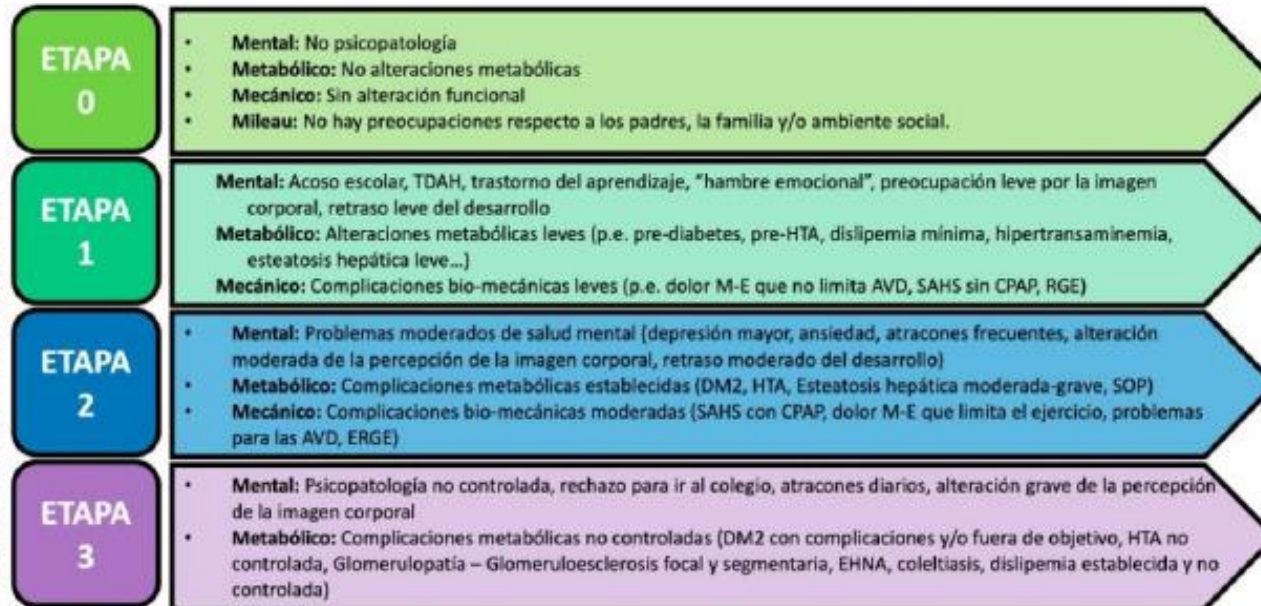 ETAPA
0
• Mental: No psicopatología
• Metabólico: No alteraciones metabólicas
• Mecánico: Sin alteración funcional
• Mileau: No hay preocupaciones respecto a los padres, la familia y/o ambiente social.
ETAPA
1
Mental: Acoso escolar, TDAH, trastorno del aprendizaje, “hambre emocional”, preocupación leve por la imagen
corporal, retraso leve del desarrollo
Metabólico: Alteraciones metabólicas leves (p.e. pre-diabetes, pre-HTA, dislipemia mínima, hipertransaminemia,
esteatosis hepática leve...)
Mecánico: Complicaciones bio-mecánicas leves (p.e. dolor M-E que no limita AVD, SAHS sin CPAP, RGE)
ETAPA
2
• Mental: Problemas moderados de salud mental (depresión mayor, ansiedad, atracones frecuentes, alteración
moderada de la percepción de la imagen corporal, retraso moderado del desarrollo)
• Metabólico: Complicaciones metabólicas establecidas (DM2, HTA, Esteatosis hepática moderada-grave, SOP)
• Mecánico: Complicaciones bio-mecánicas moderadas (SAHS con CPAP, dolor M-E que limita el ejercicio, problemas
para las AVD, ERGE)
ETAPA
3
• Mental: Psicopatología no controlada, rechazo para ir al colegio, atracones diarios, alteración grave de la percepción
de la imagen corporal
• Metabólico: Complicaciones metabólicas no controladas (DM2 con complicaciones y/o fuera de objetivo, HTA no
controlada, Glomerulopatía – Glomeruloesclerosis focal y segmentaria, EHNA, coleltiasis, dislipemia establecida y no
controlada)